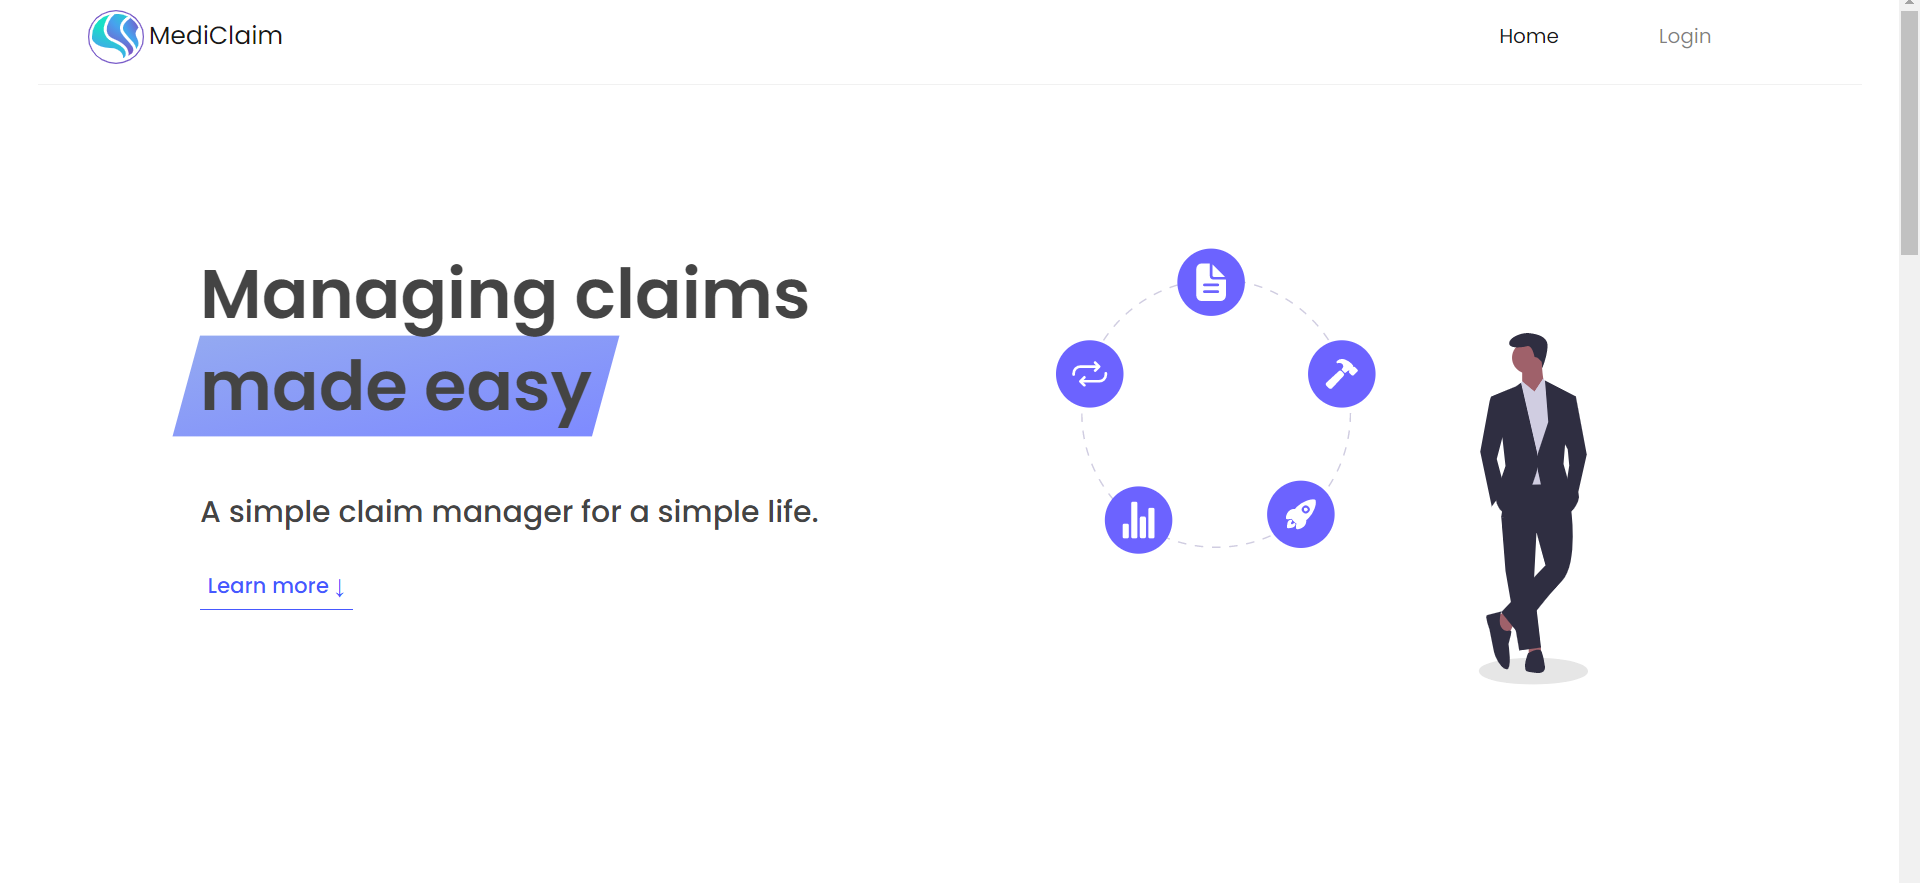 MediClaim
Home
Login
Managing claims
made easy
A simple claim manager for a simple life.
Learn more ↓